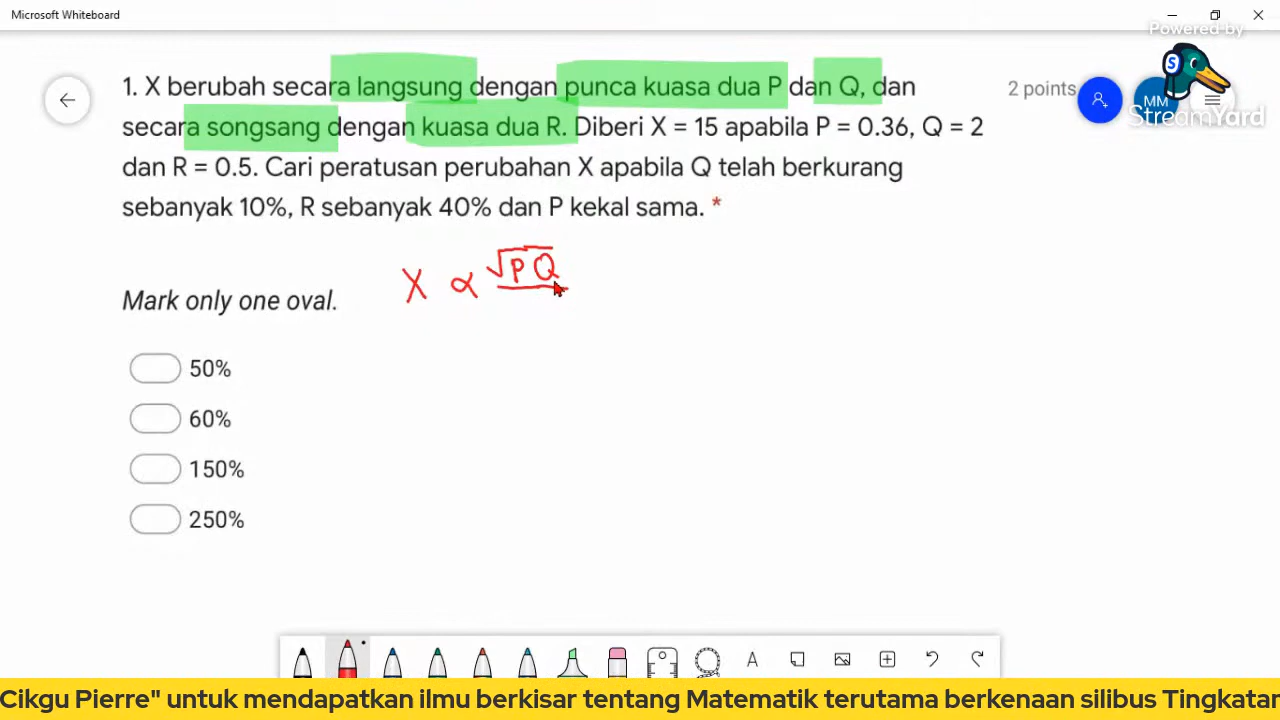 Microsoft Whiteboard
Powered by
StreamYard
MM
1. X berubah secara langsung dengan punca kuasa dua P dan Q, dan
secara songsang dengan kuasa dua R. Diberi X = 15 apabila P = 0.36, Q = 2
dan R = 0.5. Cari peratusan perubahan X apabila Q telah berkurang
sebanyak 10%, R sebanyak 40% dan P kekal sama. *
2 points
X ∝ √PQ
Mark only one oval.
50%
60%
150%
250%
A
Cikgu Pierre" untuk mendapatkan ilmu berkisar tentang Matematik terutama berkenaan silibus Tingkatan